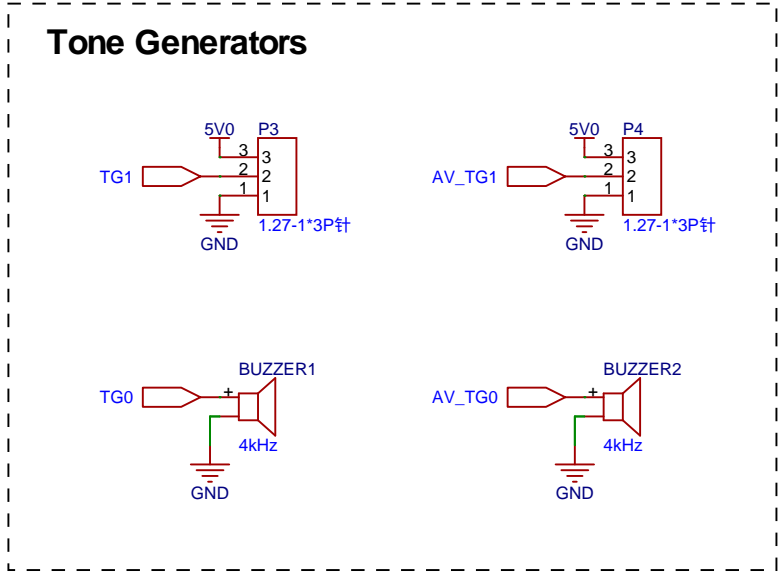 Tone Generators
5V0 P3
3 3
TG1 2 2
1 1
GND 1.27-1*3P针
5V0 P4
3 3
AV_TG1 2 2
1 1
GND 1.27-1*3P针
BUZZER1
TG0 +
4kHz
GND
BUZZER2
AV_TG0 +
4kHz
GND